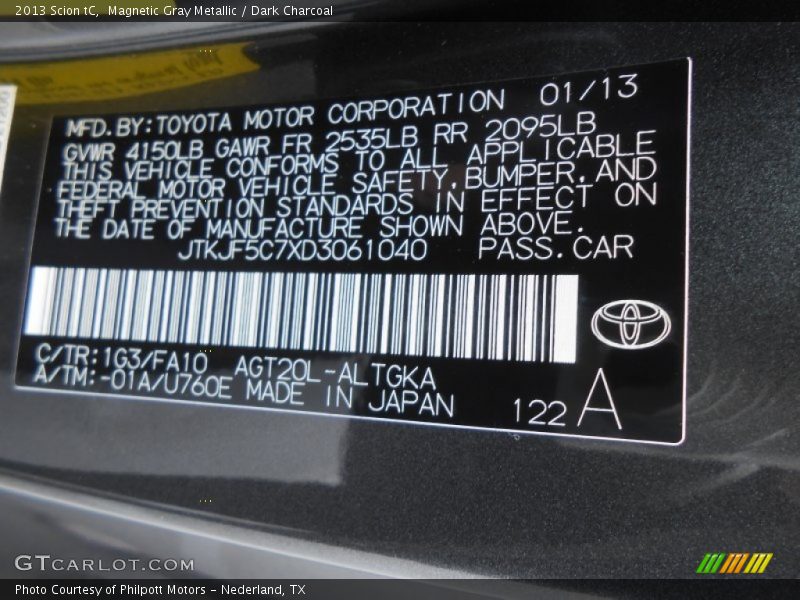 2013 Scion tC,  Magnetic Gray Metallic / Dark Charcoal
MFD.BY:TOYOTA MOTOR CORPORATION 01/13
GVWR 4150LB GAWR FR 2535LB RR 2095LB
THIS VEHICLE CONFORMS TO ALL APPLICABLE
FEDERAL MOTOR VEHICLE SAFETY,BUMPER,AND
THEFT PREVENTION STANDARDS IN EFFECT ON
THE DATE OF MANUFACTURE SHOWN ABOVE.
JTKJF5C7XD3061040 PASS.CAR
C/TR:1G3/FA10 AGT20L-ALTGKA
A/TM:-01A/U760E MADE IN JAPAN
122 A
GTCARLOT.COM
Photo Courtesy of Philpott Motors - Nederland, TX